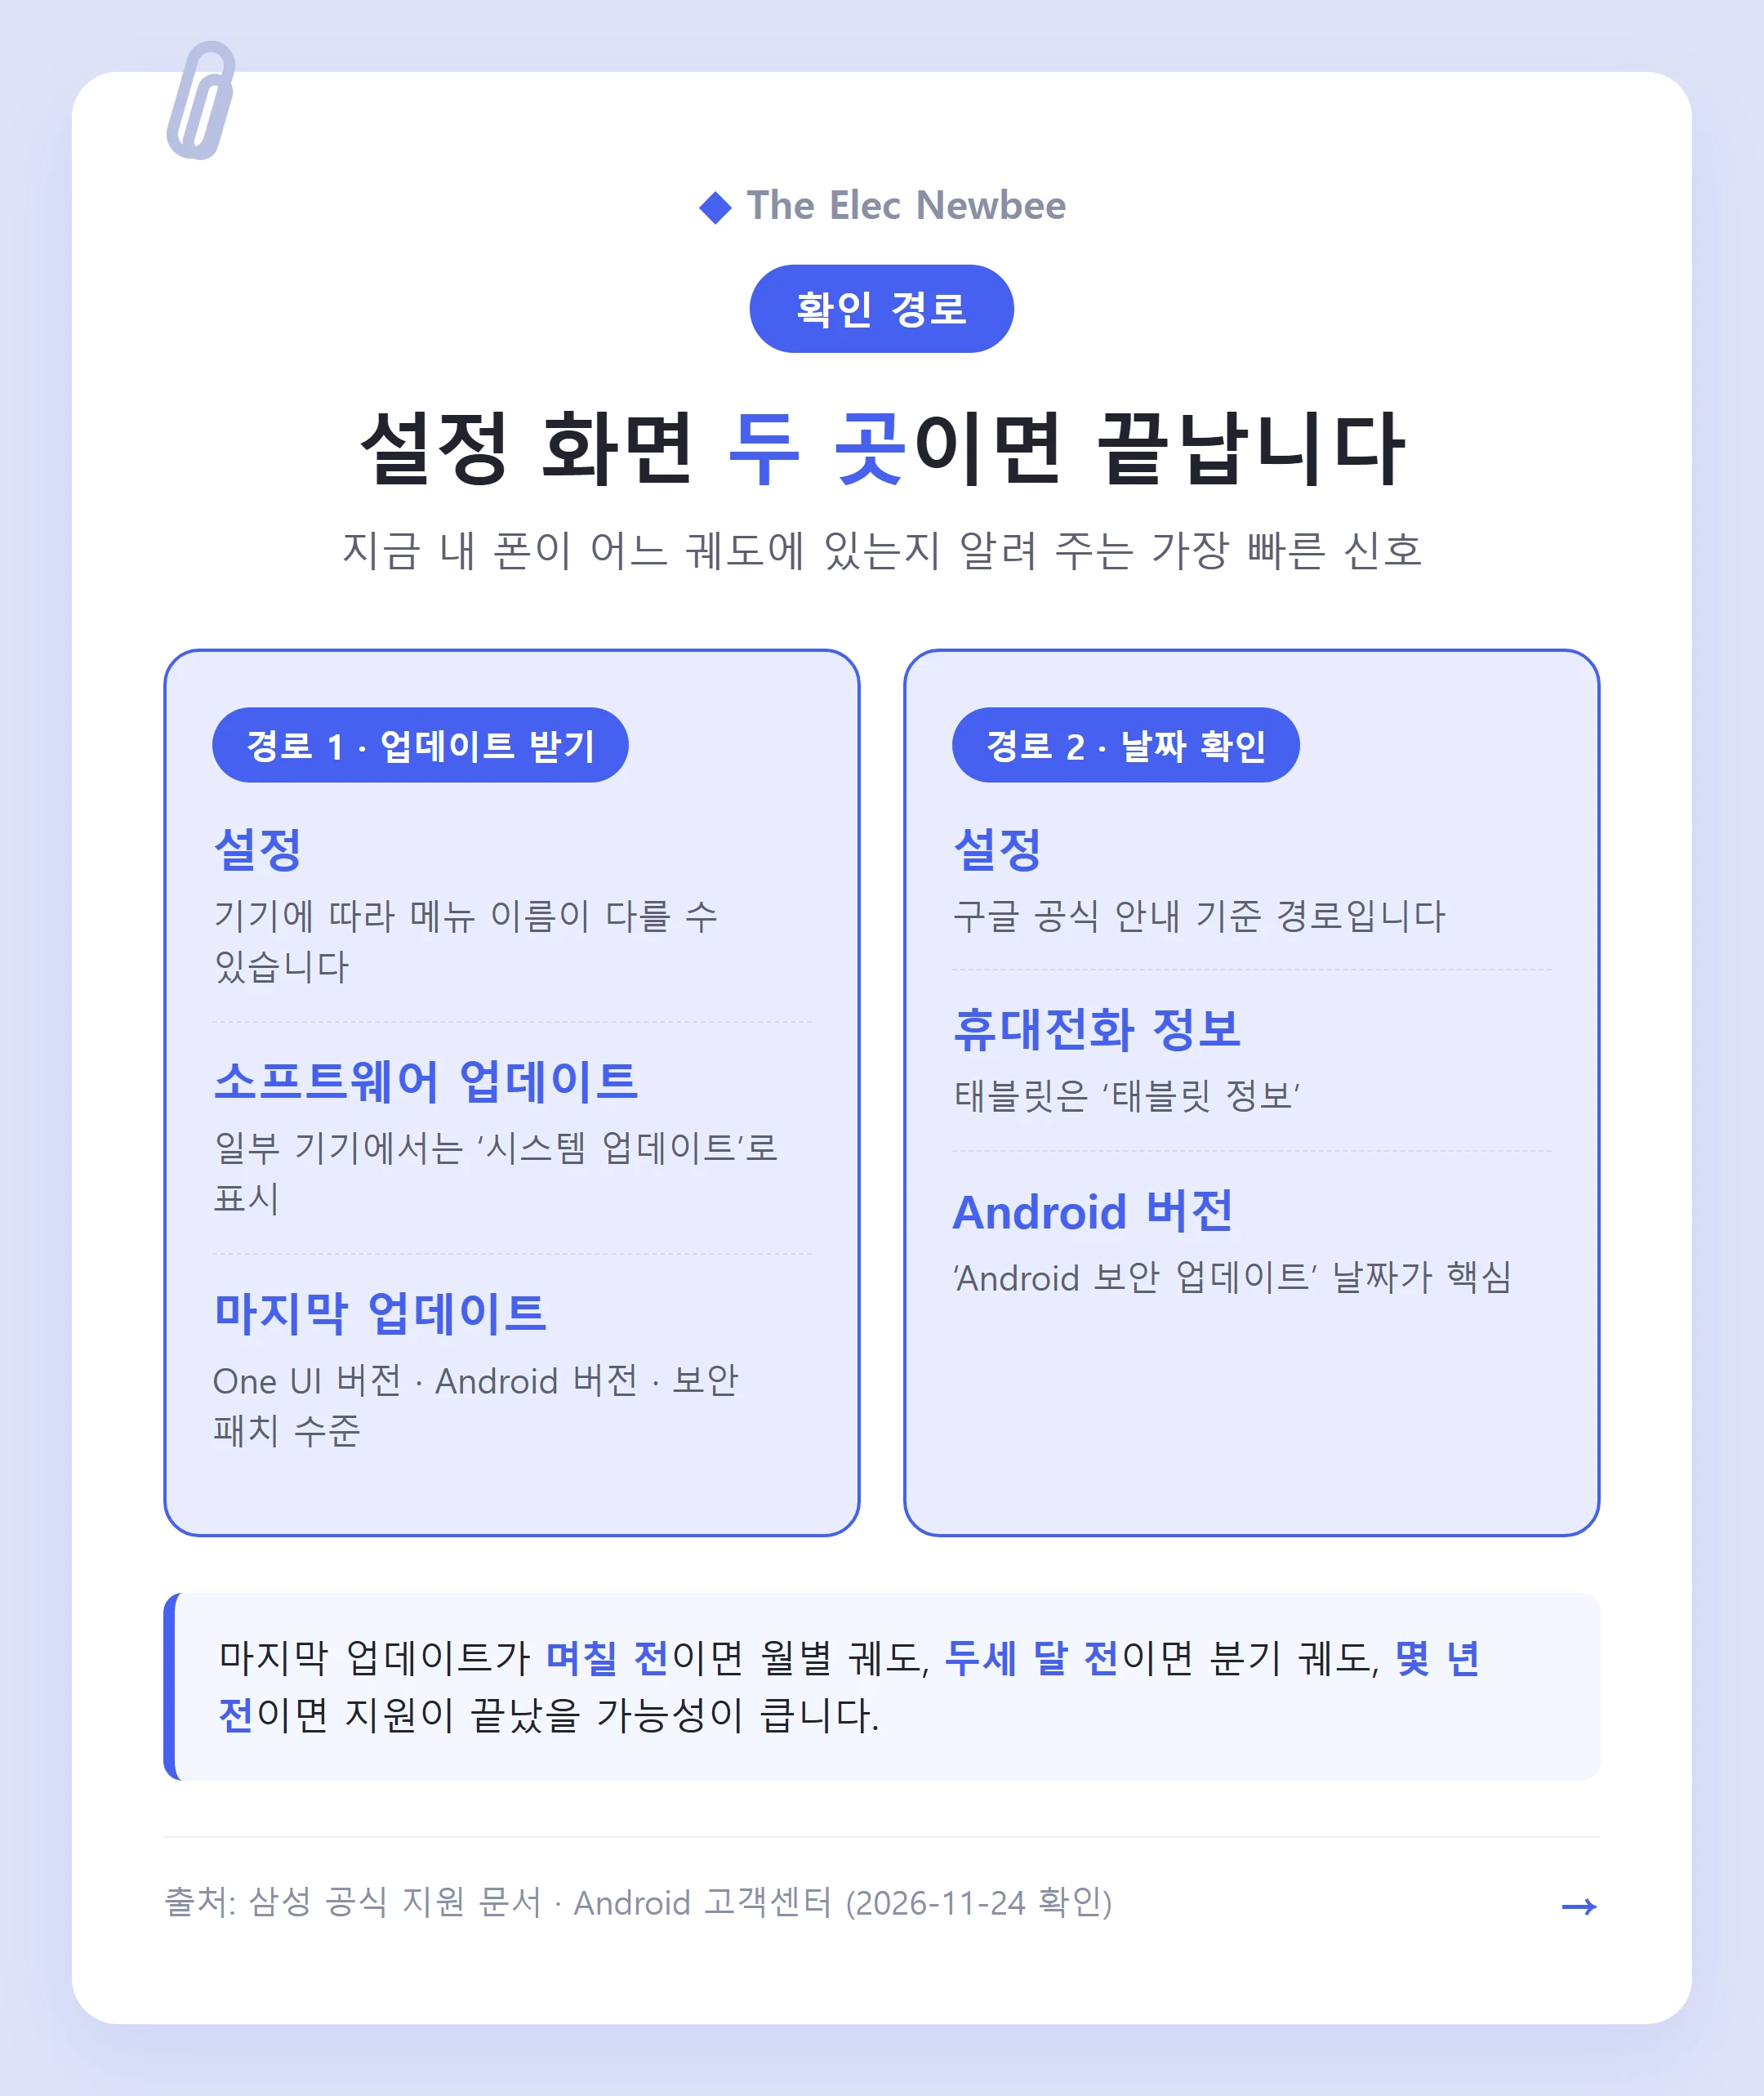 ◆ The Elec Newbee
확인 경로
설정 화면 두 곳이면 끝납니다
지금 내 폰이 어느 궤도에 있는지 알려 주는 가장 빠른 신호
경로 1 · 업데이트 받기
설정
기기에 따라 메뉴 이름이 다를 수
있습니다
소프트웨어 업데이트
일부 기기에서는 ‘시스템 업데이트’로
표시
마지막 업데이트
One UI 버전 · Android 버전 · 보안
패치 수준
경로 2 · 날짜 확인
설정
구글 공식 안내 기준 경로입니다
휴대전화 정보
태블릿은 ‘태블릿 정보’
Android 버전
‘Android 보안 업데이트’ 날짜가 핵심
마지막 업데이트가 며칠 전이면 월별 궤도, 두세 달 전이면 분기 궤도, 몇 년
전이면 지원이 끝났을 가능성이 큽니다.
출처: 삼성 공식 지원 문서 · Android 고객센터 (2026-11-24 확인) →